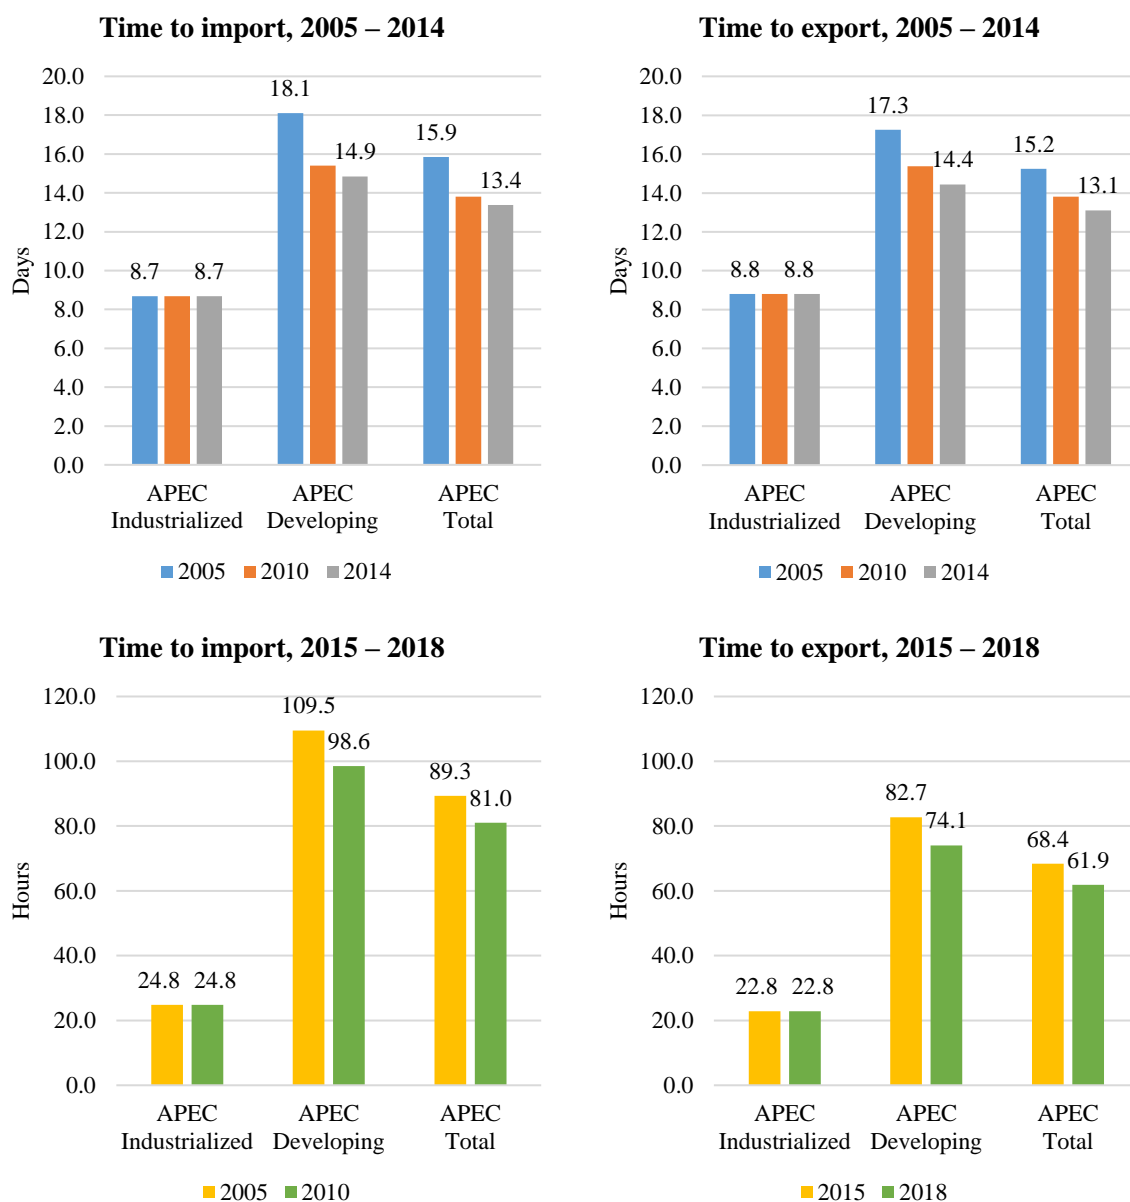 Time to import, 2005 – 2014
20.0
18.0
16.0
14.0
12.0
10.0
8.0
6.0
4.0
2.0
0.0
Days
8.7
8.7
18.1
14.9
15.9
13.4
APEC
Industrialized
APEC
Developing
APEC
Total
2005
2010
2014
Time to export, 2005 – 2014
20.0
18.0
16.0
14.0
12.0
10.0
8.0
6.0
4.0
2.0
0.0
Days
8.8
8.8
17.3
14.4
15.2
13.1
APEC
Industrialized
APEC
Developing
APEC
Total
2005
2010
2014
Time to import, 2015 – 2018
120.0
100.0
80.0
60.0
40.0
20.0
0.0
Hours
24.8
24.8
109.5
98.6
89.3
81.0
APEC
Industrialized
APEC
Developing
APEC
Total
2005
2010
Time to export, 2015 – 2018
120.0
100.0
80.0
60.0
40.0
20.0
0.0
Hours
22.8
22.8
82.7
74.1
68.4
61.9
APEC
Industrialized
APEC
Developing
APEC
Total
2015
2018